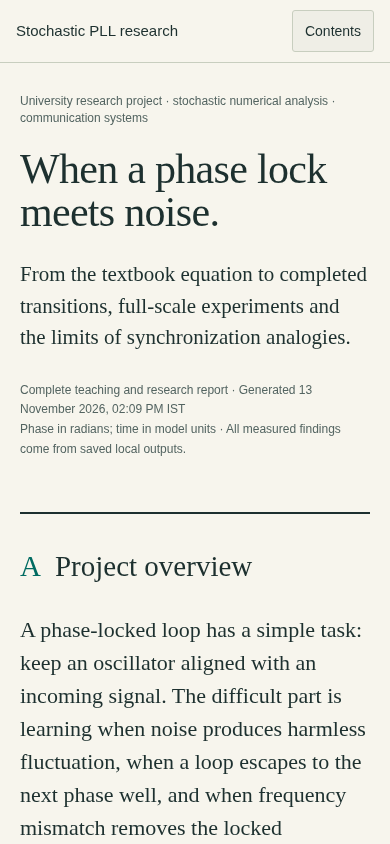 Stochastic PLL research
Contents
University research project · stochastic numerical analysis ·
communication systems
When a phase lock
meets noise.
From the textbook equation to completed
transitions, full-scale experiments and
the limits of synchronization analogies.
Complete teaching and research report · Generated 13
November 2026, 02:09 PM IST
Phase in radians; time in model units · All measured findings
come from saved local outputs.
A Project overview
A phase-locked loop has a simple task:
keep an oscillator aligned with an
incoming signal. The difficult part is
learning when noise produces harmless
fluctuation, when a loop escapes to the
next phase well, and when frequency
mismatch removes the locked